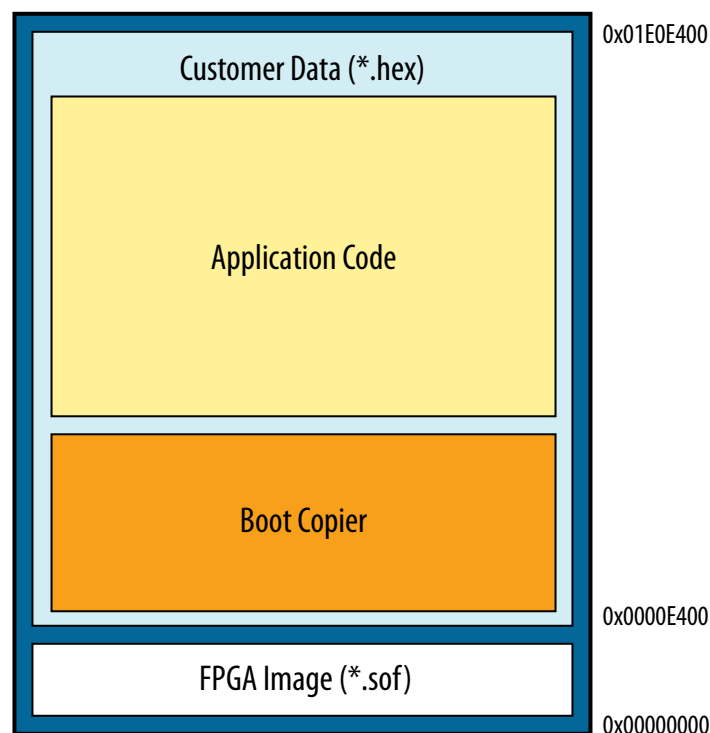 0x01E0E400
Customer Data (*.hex)
Application Code
Boot Copier
0x0000E400
FPGA Image (*.sof)
0x00000000